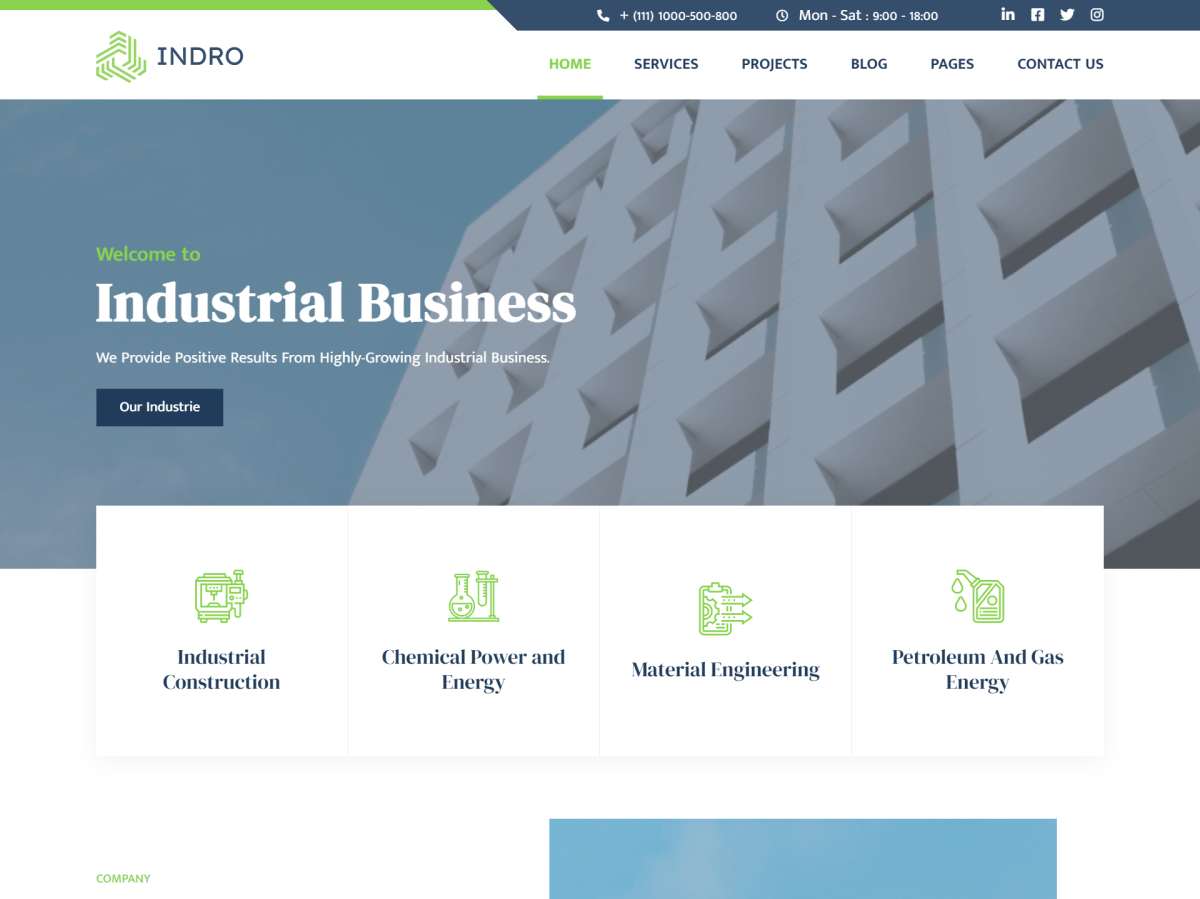 + (111) 1000-500-800
Mon - Sat : 9:00 - 18:00
INDRO
HOME
SERVICES
PROJECTS
BLOG
PAGES
CONTACT US
Welcome to
Industrial Business
We Provide Positive Results From Highly-Growing Industrial Business.
Our Industrie
Industrial
Construction
Chemical Power and
Energy
Material Engineering
Petroleum And Gas
Energy
COMPANY